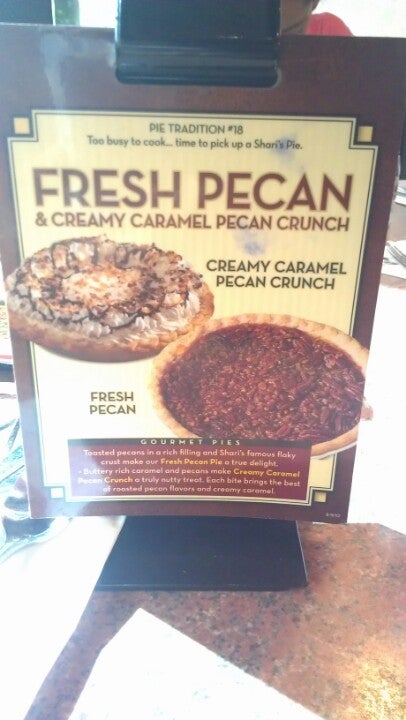 PIE TRADITION #18
Too busy to cook... time to pick up a Shari's Pie.
FRESH PECAN
& CREAMY CARAMEL PECAN CRUNCH
CREAMY CARAMEL
PECAN CRUNCH
FRESH
PECAN
GOURMET PIES
Toasted pecans in a rich filling and Shari's famous flaky
crust make our Fresh Pecan Pie a true delight.
- Buttery rich caramel and pecans make Creamy Caramel
Pecan Crunch a truly nutty treat. Each bite brings the best
of roasted pecan flavors and creamy caramel.